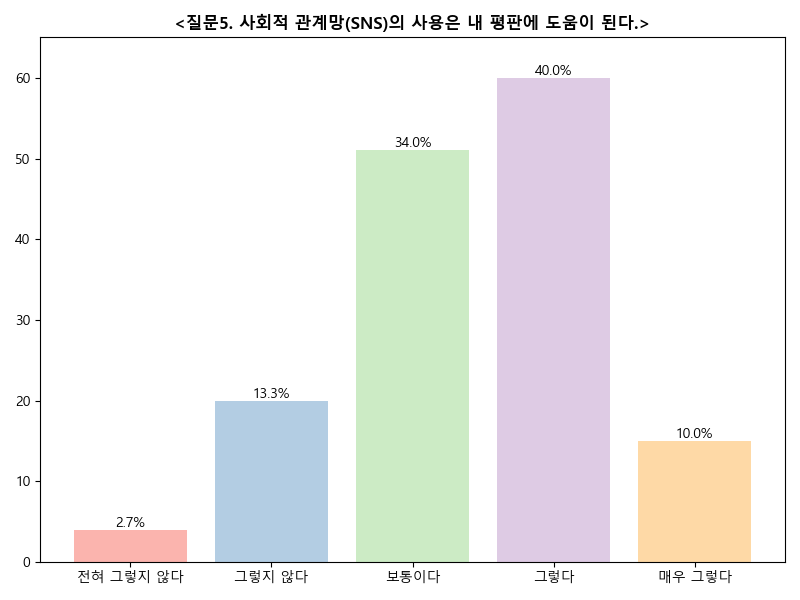 <질문5. 사회적 관계망(SNS)의 사용은 내 평판에 도움이 된다.>
60
50
40
30
20
10
0
2.7%
13.3%
34.0%
40.0%
10.0%
전혀 그렇지 않다
그렇지 않다
보통이다
그렇다
매우 그렇다